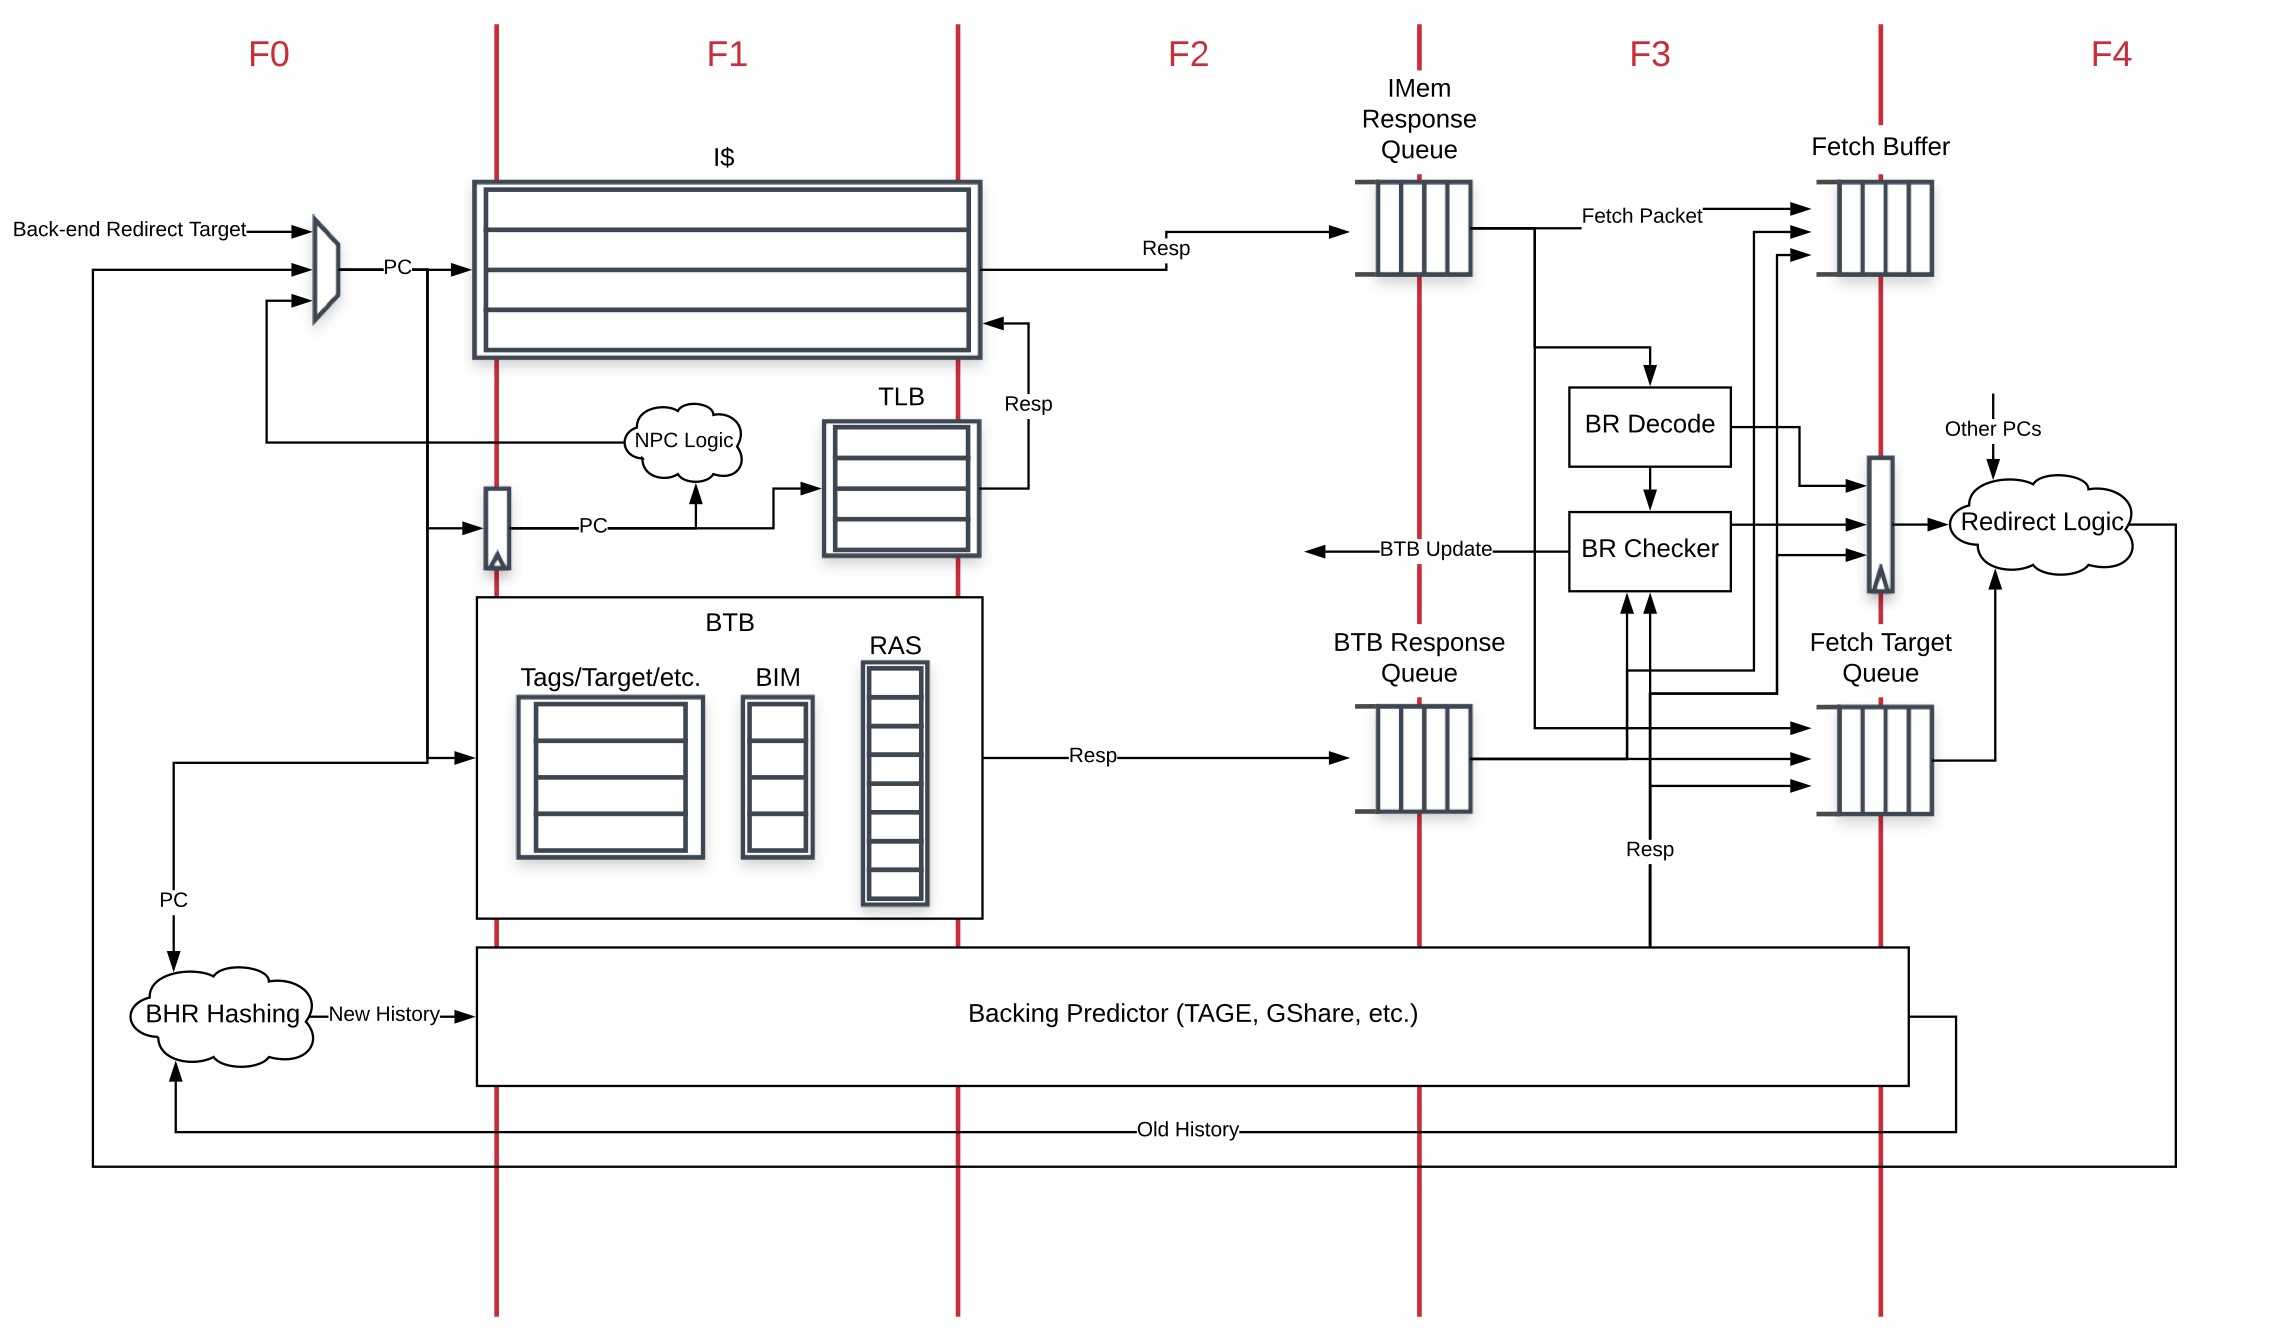 F0
F1
F2
F3
F4
IMem
Response
Queue
Fetch Buffer
I$
Back-end Redirect Target
PC
Resp
Fetch Packet
TLB
Resp
NPC Logic
BR Decode
Other PCs
PC
BTB Update
BR Checker
Redirect Logic
BTB
RAS
Tags/Target/etc.
BIM
BTB Response
Queue
Fetch Target
Queue
Resp
Resp
PC
BHR Hashing
New History
Backing Predictor (TAGE, GShare, etc.)
Old History